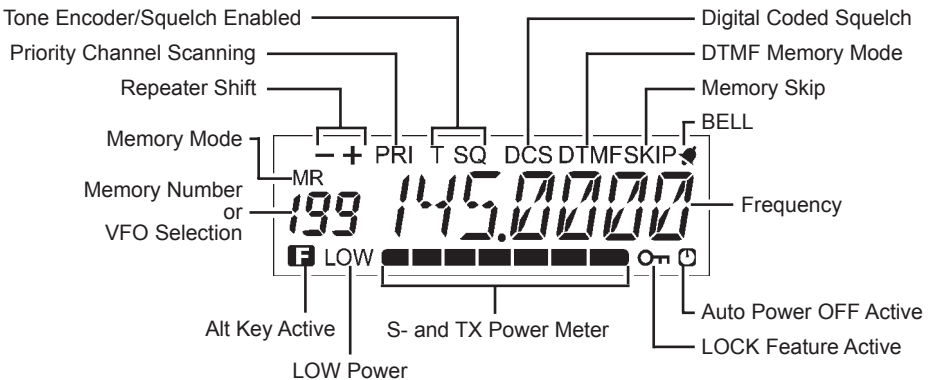 Tone Encoder/Squelch Enabled
Priority Channel Scanning
Repeater Shift
Memory Mode
Memory Number
or
VFO Selection
Digital Coded Squelch
DTMF Memory Mode
Memory Skip
BELL
− + PRI T SQ DCS DTMF SKIP
MR
199 145.0000
F LOW
Frequency
Alt Key Active
LOW Power
S- and TX Power Meter
Auto Power OFF Active
LOCK Feature Active